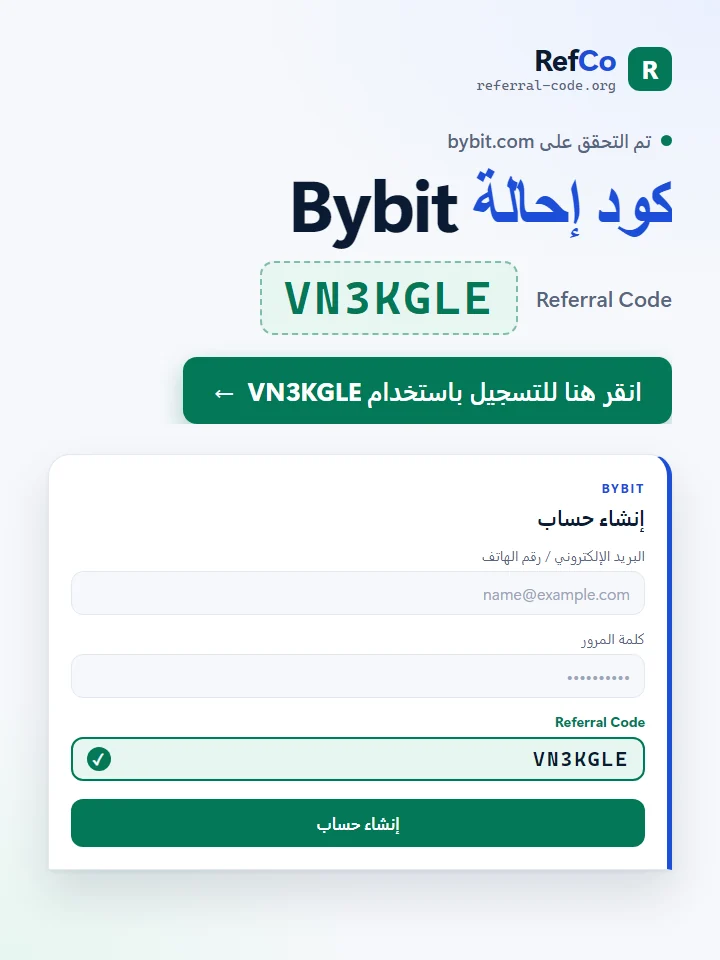 R
RefCo
referral-code.org
تم التحقق على bybit.com
كود إحالة Bybit
Referral Code
VN3KGLE
انقر هنا للتسجيل باستخدام VN3KGLE ←
BYBIT
إنشاء حساب
البريد الإلكتروني / رقم الهاتف
name@example.com
كلمة المرور
••••••••••
Referral Code
VN3KGLE
إنشاء حساب